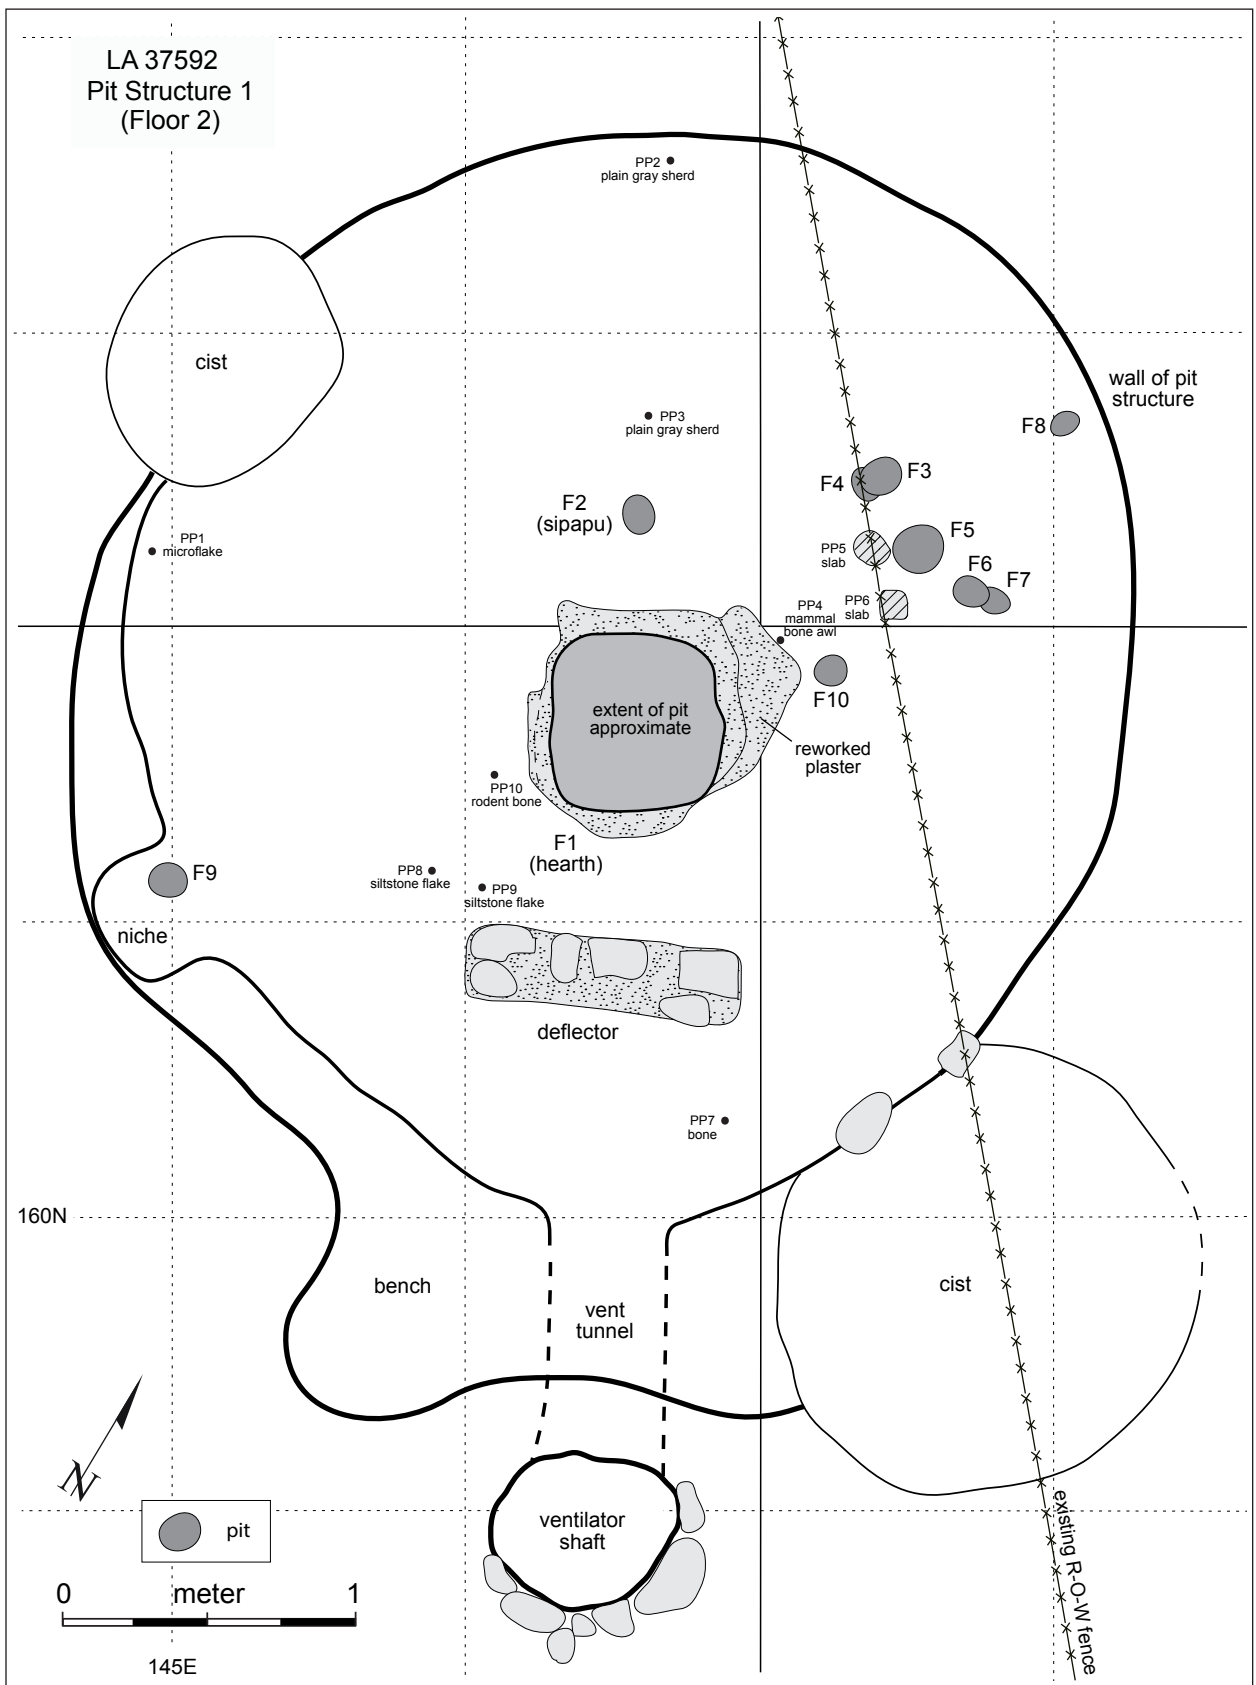 LA 37592
Pit Structure 1
(Floor 2)
PP2
plain gray sherd
cist
wall of pit
structure
PP3
plain gray sherd
F8
F3
F4
F2
(sipapu)
F5
PP1
microflake
PP5
slab
F6
F7
PP6
slab
PP4
mammal
bone awl
F10
extent of pit
approximate
reworked
plaster
PP10
rodent bone
F1
(hearth)
F9
PP8
siltstone flake
PP9
siltstone flake
niche
deflector
PP7
bone
160N
bench
vent
tunnel
cist
N
pit
ventilator
shaft
existing R-O-W fence
0 meter 1
145E